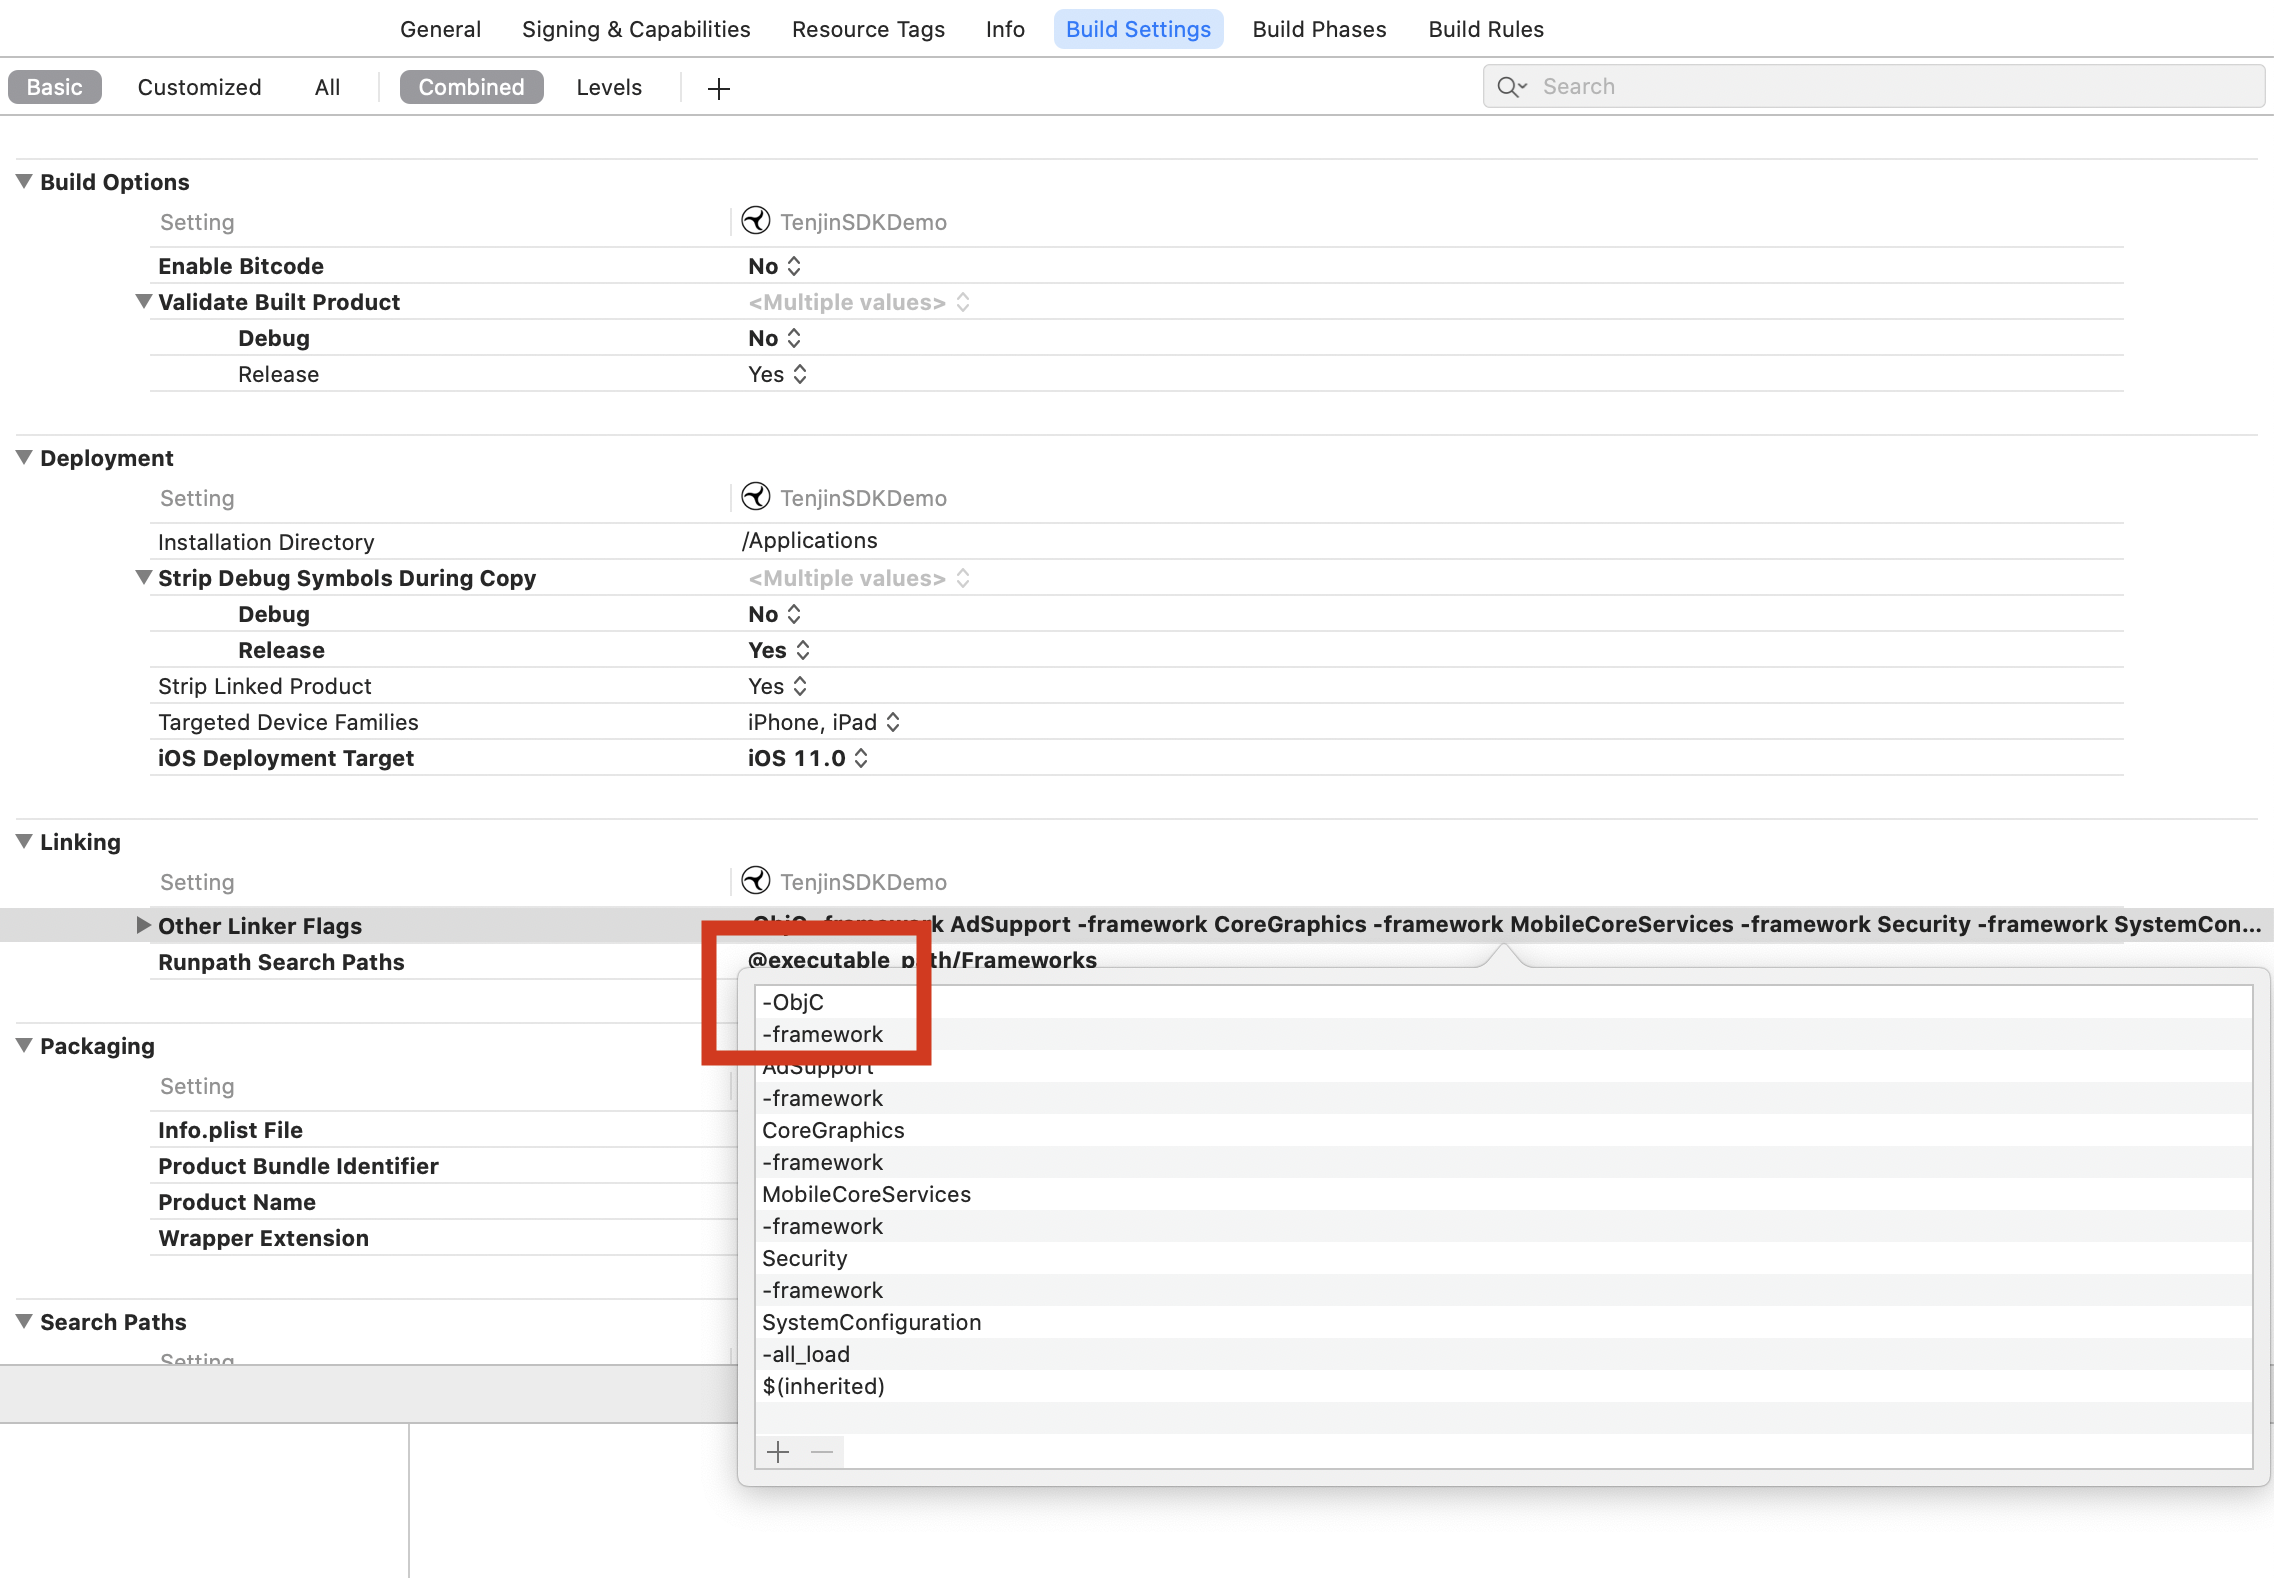 General Signing & Capabilities Resource Tags Info Build Settings Build Phases Build Rules
Basic Customized All Combined Levels Search
Build Options
Setting TenjinSDKDemo
Enable Bitcode No
Validate Built Product <Multiple values>
Debug No
Release Yes
Deployment
Setting TenjinSDKDemo
Installation Directory /Applications
Strip Debug Symbols During Copy <Multiple values>
Debug No
Release Yes
Strip Linked Product Yes
Targeted Device Families iPhone, iPad
iOS Deployment Target iOS 11.0
Linking
Setting TenjinSDKDemo
Other Linker Flags -ObjC -framework AdSupport -framework CoreGraphics -framework MobileCoreServices -framework Security -framework SystemCon...
Runpath Search Paths @executable_path/Frameworks
-ObjC
-framework
AdSupport
-framework
CoreGraphics
-framework
MobileCoreServices
-framework
Security
-framework
SystemConfiguration
-all_load
$(inherited)
Packaging
Setting
Info.plist File
Product Bundle Identifier
Product Name
Wrapper Extension
Search Paths
Setting